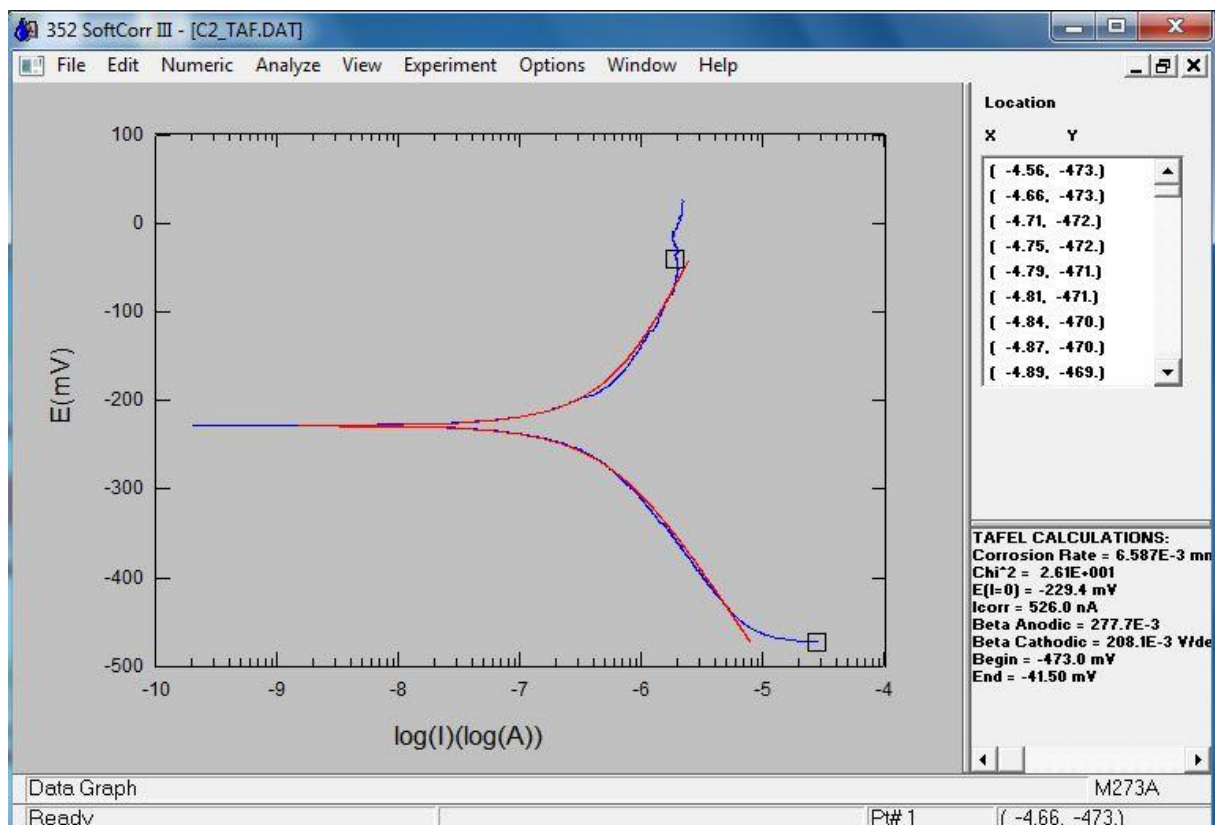 352 SoftCorr III - [C2_TAF.DAT]
File Edit Numeric Analyze View Experiment Options Window Help
100
0
-100
-200
-300
-400
-500
E(mV)
-10 -9 -8 -7 -6 -5 -4
log(I)(log(A))
Location
X Y
( -4.56, -473.)
( -4.66, -473.)
( -4.71, -472.)
( -4.75, -472.)
( -4.79, -471.)
( -4.81, -471.)
( -4.84, -470.)
( -4.87, -470.)
( -4.89, -469.)
TAFEL CALCULATIONS:
Corrosion Rate = 6.587E-3 mm
Chi^2 = 2.61E+001
E(I=0) = -229.4 mV
Icorr = 526.0 nA
Beta Anodic = 277.7E-3
Beta Cathodic = 208.1E-3 V/de
Begin = -473.0 mV
End = -41.50 mV
Data Graph M273A
Ready Pt# 1 ( -4.66, -473.)